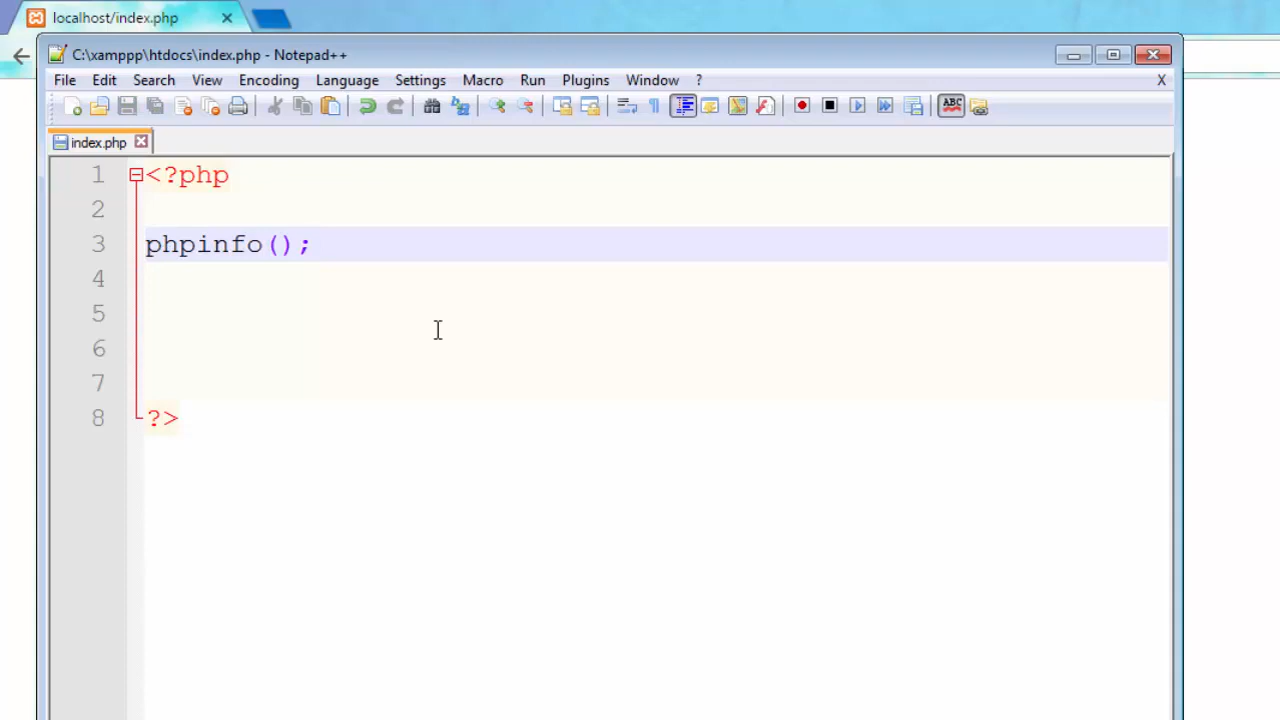 localhost/index.php
C:\xamppp\htdocs\index.php - Notepad++
File Edit Search View Encoding Language Settings Macro Run Plugins Window ? X
ABC
index.php
1 <?php
2
3 phpinfo();
4
5
6
7
8 ?>